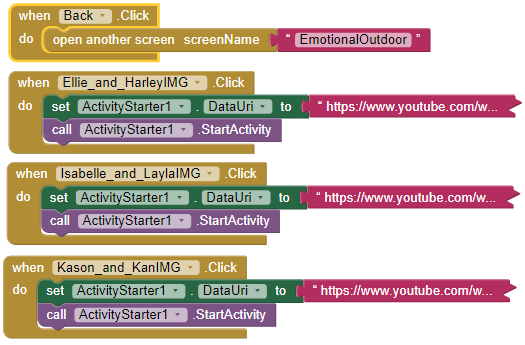 when Back .Click
do open another screen screenName " EmotionalOutdoor "
when Ellie_and_HarleyIMG .Click
do set ActivityStarter1 . DataUri to " https://www.youtube.com/w...
call ActivityStarter1 .StartActivity
when Isabelle_and_LaylaIMG .Click
do set ActivityStarter1 . DataUri to " https://www.youtube.com/w...
call ActivityStarter1 .StartActivity
when Kason_and_KanIMG .Click
do set ActivityStarter1 . DataUri to " https://www.youtube.com/w...
call ActivityStarter1 .StartActivity